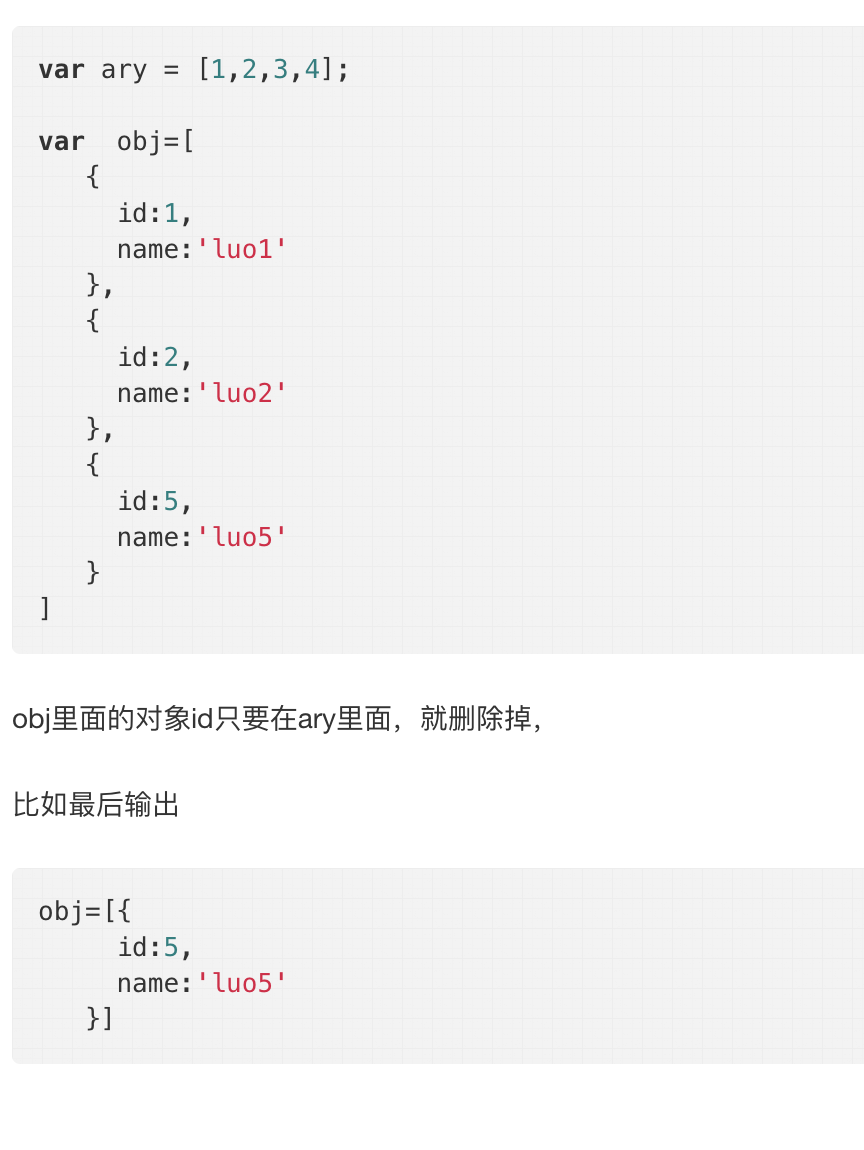 var ary = [1,2,3,4];
var  obj=[
   {
     id:1,
     name:'luo1'
   },
   {
     id:2,
     name:'luo2'
   },
   {
     id:5,
     name:'luo5'
   }
]
obj里面的对象id只要在ary里面，就删除掉，
比如最后输出
obj=[{
     id:5,
     name:'luo5'
   }]